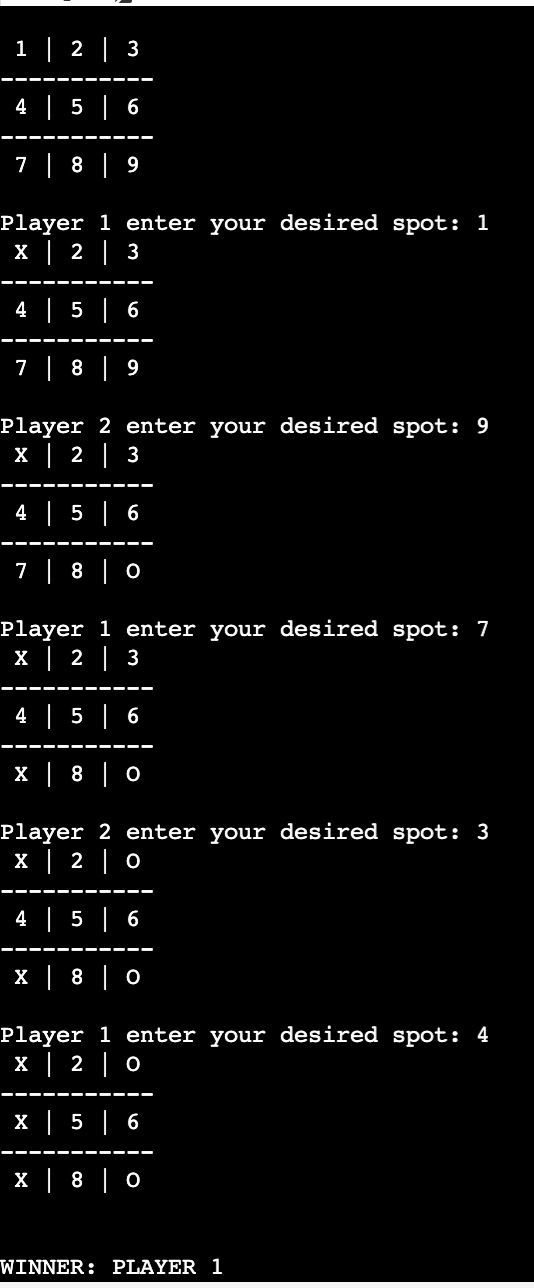 1 | 2 | 3
-----------
4 | 5 | 6
-----------
7 | 8 | 9
Player 1 enter your desired spot: 1
X | 2 | 3
-----------
4 | 5 | 6
-----------
7 | 8 | 9
Player 2 enter your desired spot: 9
X | 2 | 3
-----------
4 | 5 | 6
-----------
7 | 8 | O
Player 1 enter your desired spot: 7
X | 2 | 3
-----------
4 | 5 | 6
-----------
X | 8 | O
Player 2 enter your desired spot: 3
X | 2 | O
-----------
4 | 5 | 6
-----------
X | 8 | O
Player 1 enter your desired spot: 4
X | 2 | O
-----------
X | 5 | 6
-----------
X | 8 | O
WINNER: PLAYER 1